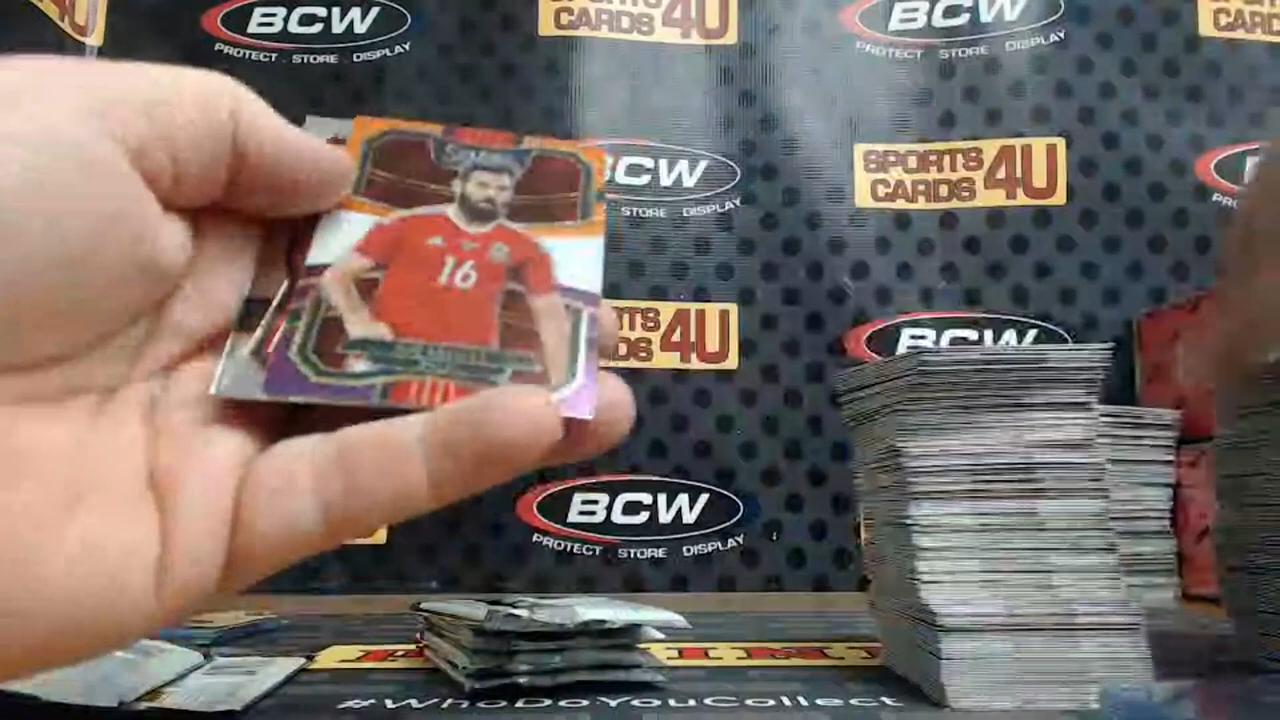 BCW
PROTECT . STORE . DISPLAY
SPORTS
CARDS 4U
BCW
PROTECT . STORE . DISPLAY
BCW
STORE DISPLAY
SPORTS
CARDS 4U
16
4U
BCW
BCW
PROTECT . STORE . DISPLAY
#WhoDoYouCollect